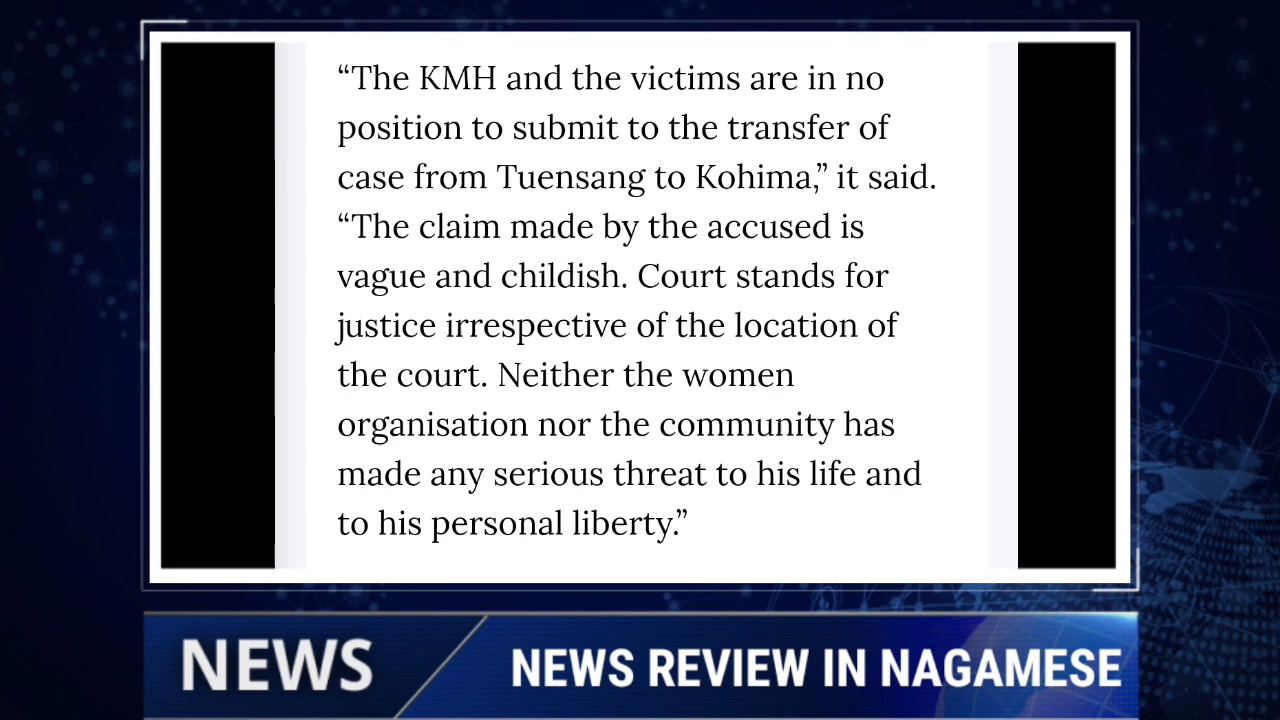 “The KMH and the victims are in no
position to submit to the transfer of
case from Tuensang to Kohima,” it said.
“The claim made by the accused is
vague and childish. Court stands for
justice irrespective of the location of
the court. Neither the women
organisation nor the community has
made any serious threat to his life and
to his personal liberty.”
NEWS
NEWS REVIEW IN NAGAMESE